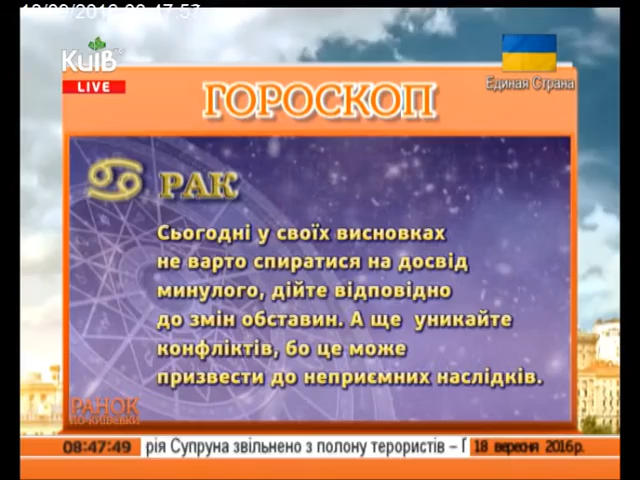 КиїВ
LIVE
ГОРОСКОП
Единая Страна
РАК
Сьогодні у своїх висновках
не варто спиратися на досвід
минулого, дійте відповідно
до змін обставин. А ще уникайте
конфліктів, бо це може
призвести до неприємних наслідків.
РАНОК
ПО-КИЇВСЬКИ
08:47:49
рія Супруна звільнено з полону терористів –
18 вересня 2016р.